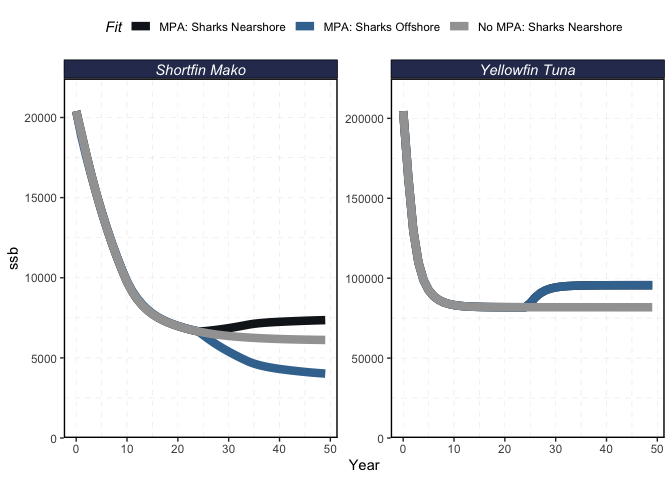 Fit MPA: Sharks Nearshore MPA: Sharks Offshore No MPA: Sharks Nearshore
Shortfin Mako
Yellowfin Tuna
ssb
20000
15000
10000
5000
0
200000
150000
100000
50000
0
0 10 20 30 40 50
0 10 20 30 40 50
Year